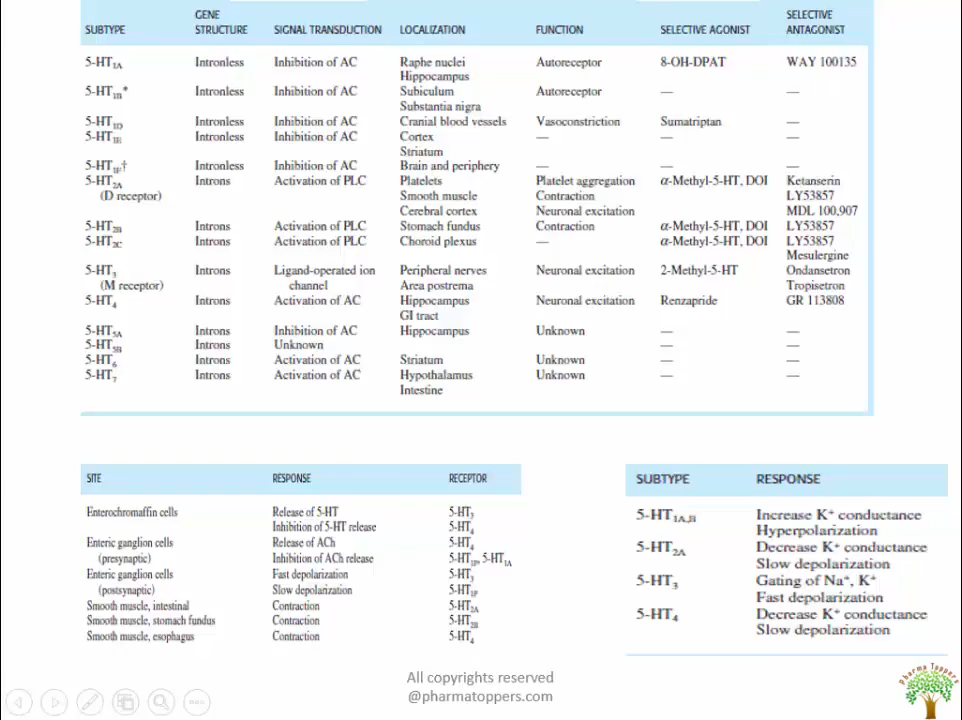 SUBTYPE GENE STRUCTURE SIGNAL TRANSDUCTION LOCALIZATION FUNCTION SELECTIVE AGONIST SELECTIVE ANTAGONIST
5-HT1A Intronless Inhibition of AC Raphe nuclei Autoreceptor 8-OH-DPAT WAY 100135
Hippocampus
5-HT1B* Intronless Inhibition of AC Subiculum Autoreceptor — —
Substantia nigra
5-HT1D Intronless Inhibition of AC Cranial blood vessels Vasoconstriction Sumatriptan —
5-HT1E Intronless Inhibition of AC Cortex — — —
Striatum
5-HT1F† Intronless Inhibition of AC Brain and periphery — — —
5-HT2A Introns Activation of PLC Platelets Platelet aggregation α-Methyl-5-HT, DOI Ketanserin
(D receptor) Smooth muscle Contraction LY53857
Cerebral cortex Neuronal excitation MDL 100,907
5-HT2B Introns Activation of PLC Stomach fundus Contraction α-Methyl-5-HT, DOI LY53857
5-HT2C Introns Activation of PLC Choroid plexus — α-Methyl-5-HT, DOI LY53857
Mesulergine
5-HT3 Introns Ligand-operated ion Peripheral nerves Neuronal excitation 2-Methyl-5-HT Ondansetron
(M receptor) channel Area postrema Tropisetron
5-HT4 Introns Activation of AC Hippocampus Neuronal excitation Renzapride GR 113808
GI tract
5-HT5A Introns Inhibition of AC Hippocampus Unknown — —
5-HT5B Introns Unknown — —
5-HT6 Introns Activation of AC Striatum Unknown — —
5-HT7 Introns Activation of AC Hypothalamus Unknown — —
Intestine
SITE RESPONSE RECEPTOR
Enterochromaffin cells Release of 5-HT 5-HT3
Inhibition of 5-HT release 5-HT4
Enteric ganglion cells Release of ACh 5-HT4
(presynaptic) Inhibition of ACh release 5-HT1P, 5-HT1A
Enteric ganglion cells Fast depolarization 5-HT3
(postsynaptic) Slow depolarization 5-HT1P
Smooth muscle, intestinal Contraction 5-HT2A
Smooth muscle, stomach fundus Contraction 5-HT2B
Smooth muscle, esophagus Contraction 5-HT4
SUBTYPE RESPONSE
5-HT1A,B Increase K+ conductance
Hyperpolarization
5-HT2A Decrease K+ conductance
Slow depolarization
5-HT3 Gating of Na+, K+
Fast depolarization
5-HT4 Decrease K+ conductance
Slow depolarization
All copyrights reserved
@pharmatoppers.com
Pharma Toppers